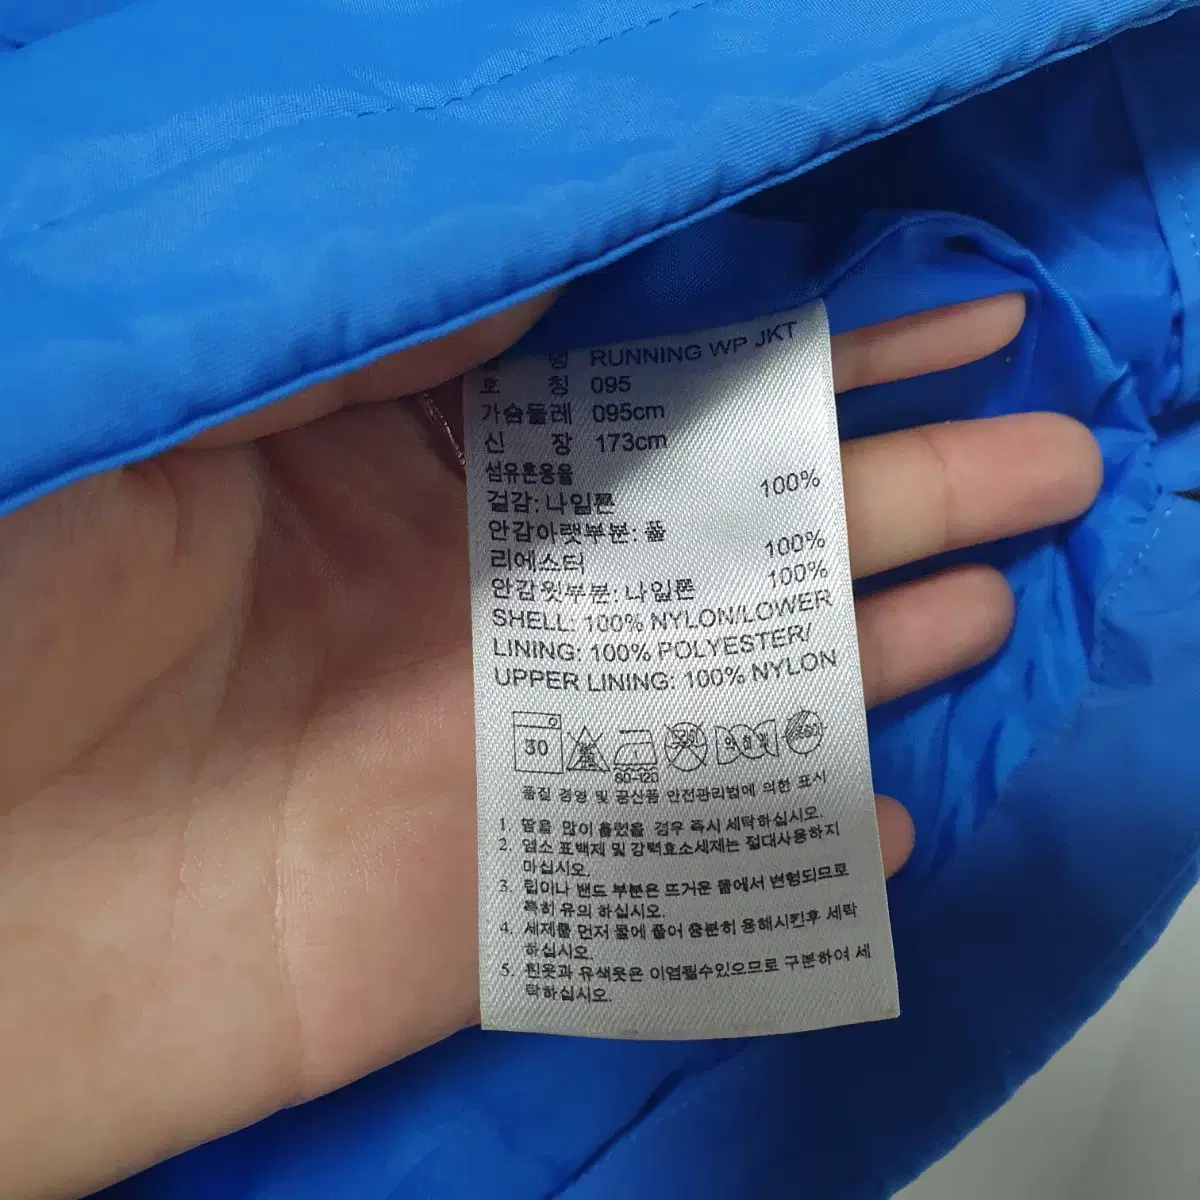 명 RUNNING WP JKT
호 칭 095
가슴둘레 095cm
신 장 173cm
섬유혼용율
겉감: 나일론 100%
안감아랫부분: 폴
리에스터 100%
안감윗부분: 나일론 100%
SHELL: 100% NYLON/LOWER
LINING: 100% POLYESTER/
UPPER LINING: 100% NYLON
30
80-120
품질 경영 및 공산품 안전관리법에 의한 표시
1. 땀을 많이 흘렸을 경우 즉시 세탁하십시오.
2. 염소 표백제 및 강력효소세제는 절대사용하지
마십시오.
3. 립이나 밴드 부분은 뜨거운 물에서 변형되므로
특히 유의 하십시오.
4. 세제를 먼저 물에 풀어 충분히 용해시킨후 세탁
하십시오.
5. 흰옷과 유색옷은 이염될수있으므로 구분하여 세
탁하십시오.